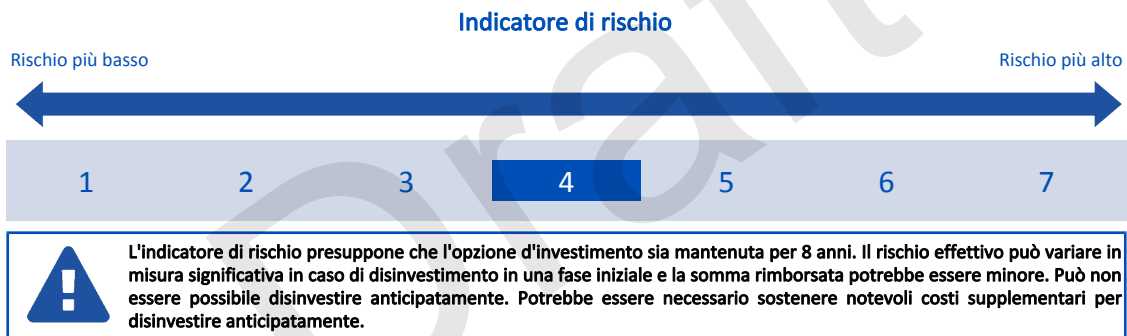 Indicatore di rischio
Rischio più basso
Rischio più alto
1 2 3 4 5 6 7
L'indicatore di rischio presuppone che l'opzione d'investimento sia mantenuta per 8 anni. Il rischio effettivo può variare in
misura significativa in caso di disinvestimento in una fase iniziale e la somma rimborsata potrebbe essere minore. Può non
essere possibile disinvestire anticipatamente. Potrebbe essere necessario sostenere notevoli costi supplementari per
disinvestire anticipatamente.
Draft